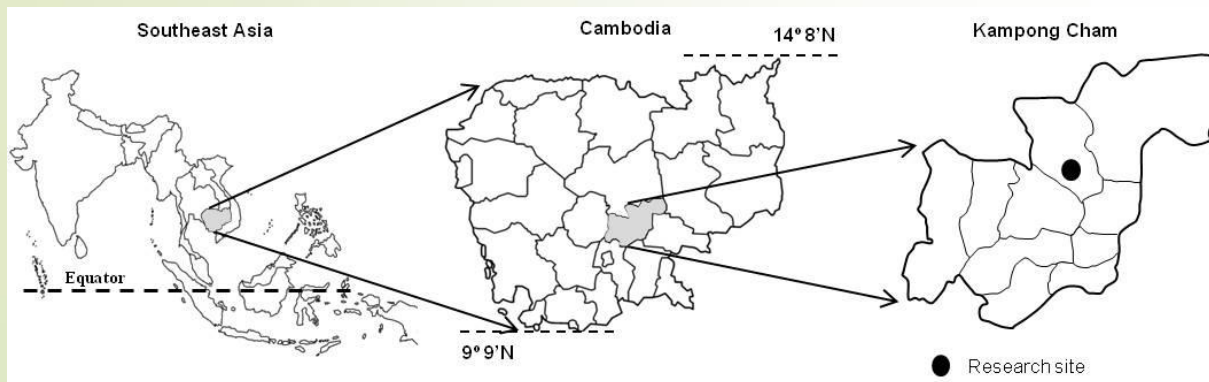 Southeast Asia
Cambodia
14° 8'N
Kampong Cham
Equator
9° 9'N
Research site